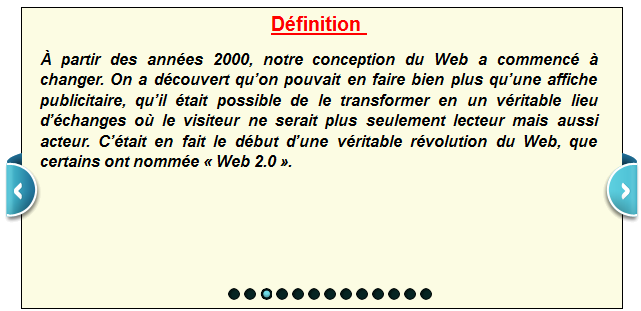 Définition
À partir des années 2000, notre conception du Web a commencé à
changer. On a découvert qu’on pouvait en faire bien plus qu’une affiche
publicitaire, qu’il était possible de le transformer en un véritable lieu
d’échanges où le visiteur ne serait plus seulement lecteur mais aussi
acteur. C’était en fait le début d’une véritable révolution du Web, que
certains ont nommée « Web 2.0 ».